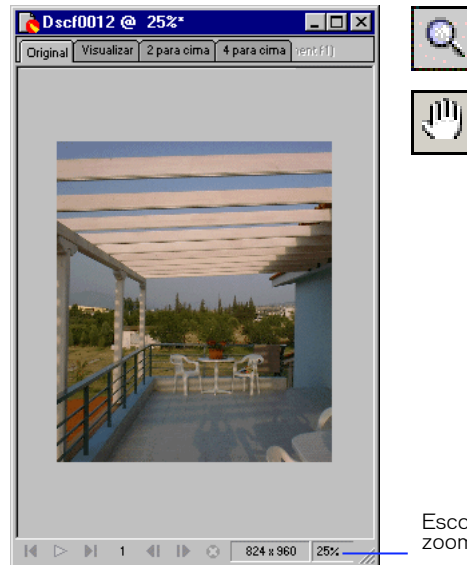 Dscf0012 @ 25%*
Original Visualizar 2 para cima 4 para cima
1 824 x 960 25%
Esco
zoom